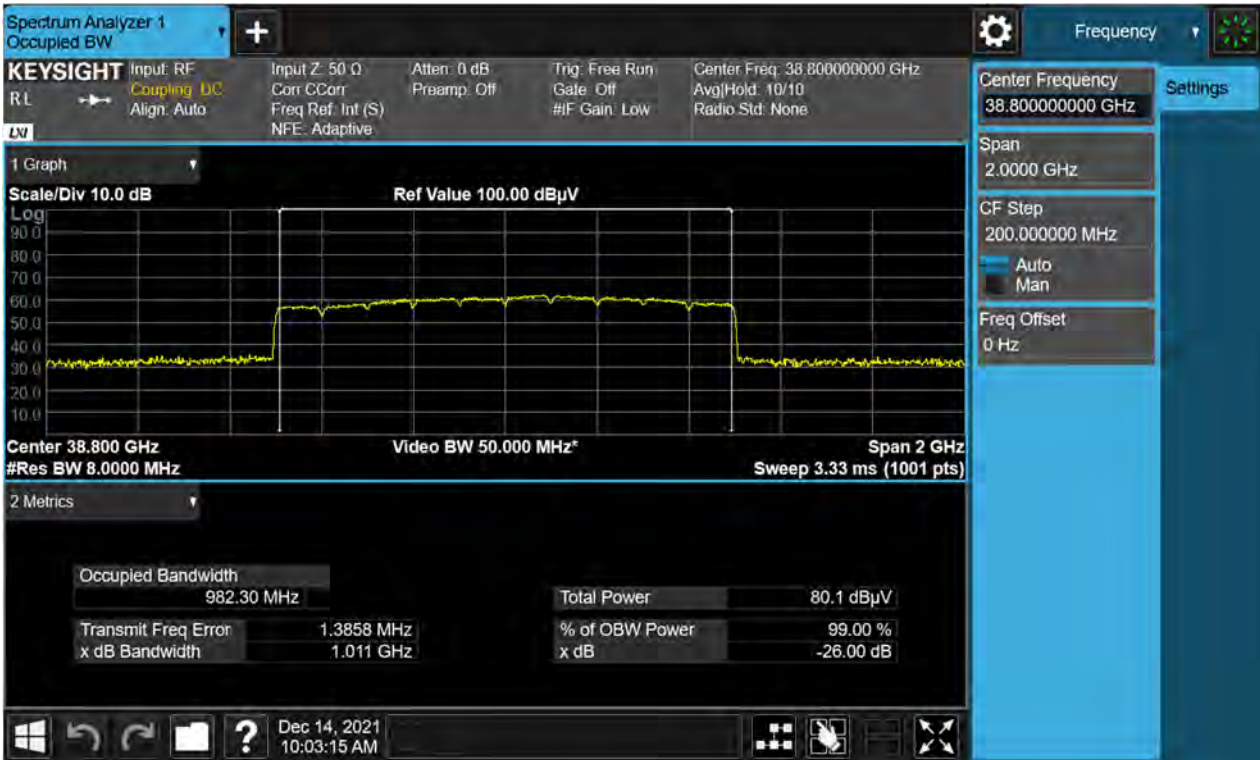 Spectrum Analyzer 1
Occupied BW
+
Frequency
KEYSIGHT
R L
LXI
Input: RF
Coupling: DC
Align: Auto
Input Z: 50 Ω
Corr CCorr
Freq Ref: Int (S)
NFE: Adaptive
Atten: 0 dB
Preamp: Off
Trig: Free Run
Gate: Off
#IF Gain: Low
Center Freq: 38.800000000 GHz
Avg|Hold: 10/10
Radio Std: None
Center Frequency
38.800000000 GHz
Settings
Span
2.0000 GHz
CF Step
200.000000 MHz
Auto
Man
Freq Offset
0 Hz
1 Graph
Scale/Div 10.0 dB
Ref Value 100.00 dBµV
Log
90.0
80.0
70.0
60.0
50.0
40.0
30.0
20.0
10.0
Center 38.800 GHz
Video BW 50.000 MHz*
Span 2 GHz
#Res BW 8.0000 MHz
Sweep 3.33 ms (1001 pts)
2 Metrics
Occupied Bandwidth
982.30 MHz
Total Power 80.1 dBµV
Transmit Freq Error 1.3858 MHz
% of OBW Power 99.00 %
x dB Bandwidth 1.011 GHz
x dB -26.00 dB
?
Dec 14, 2021
10:03:15 AM